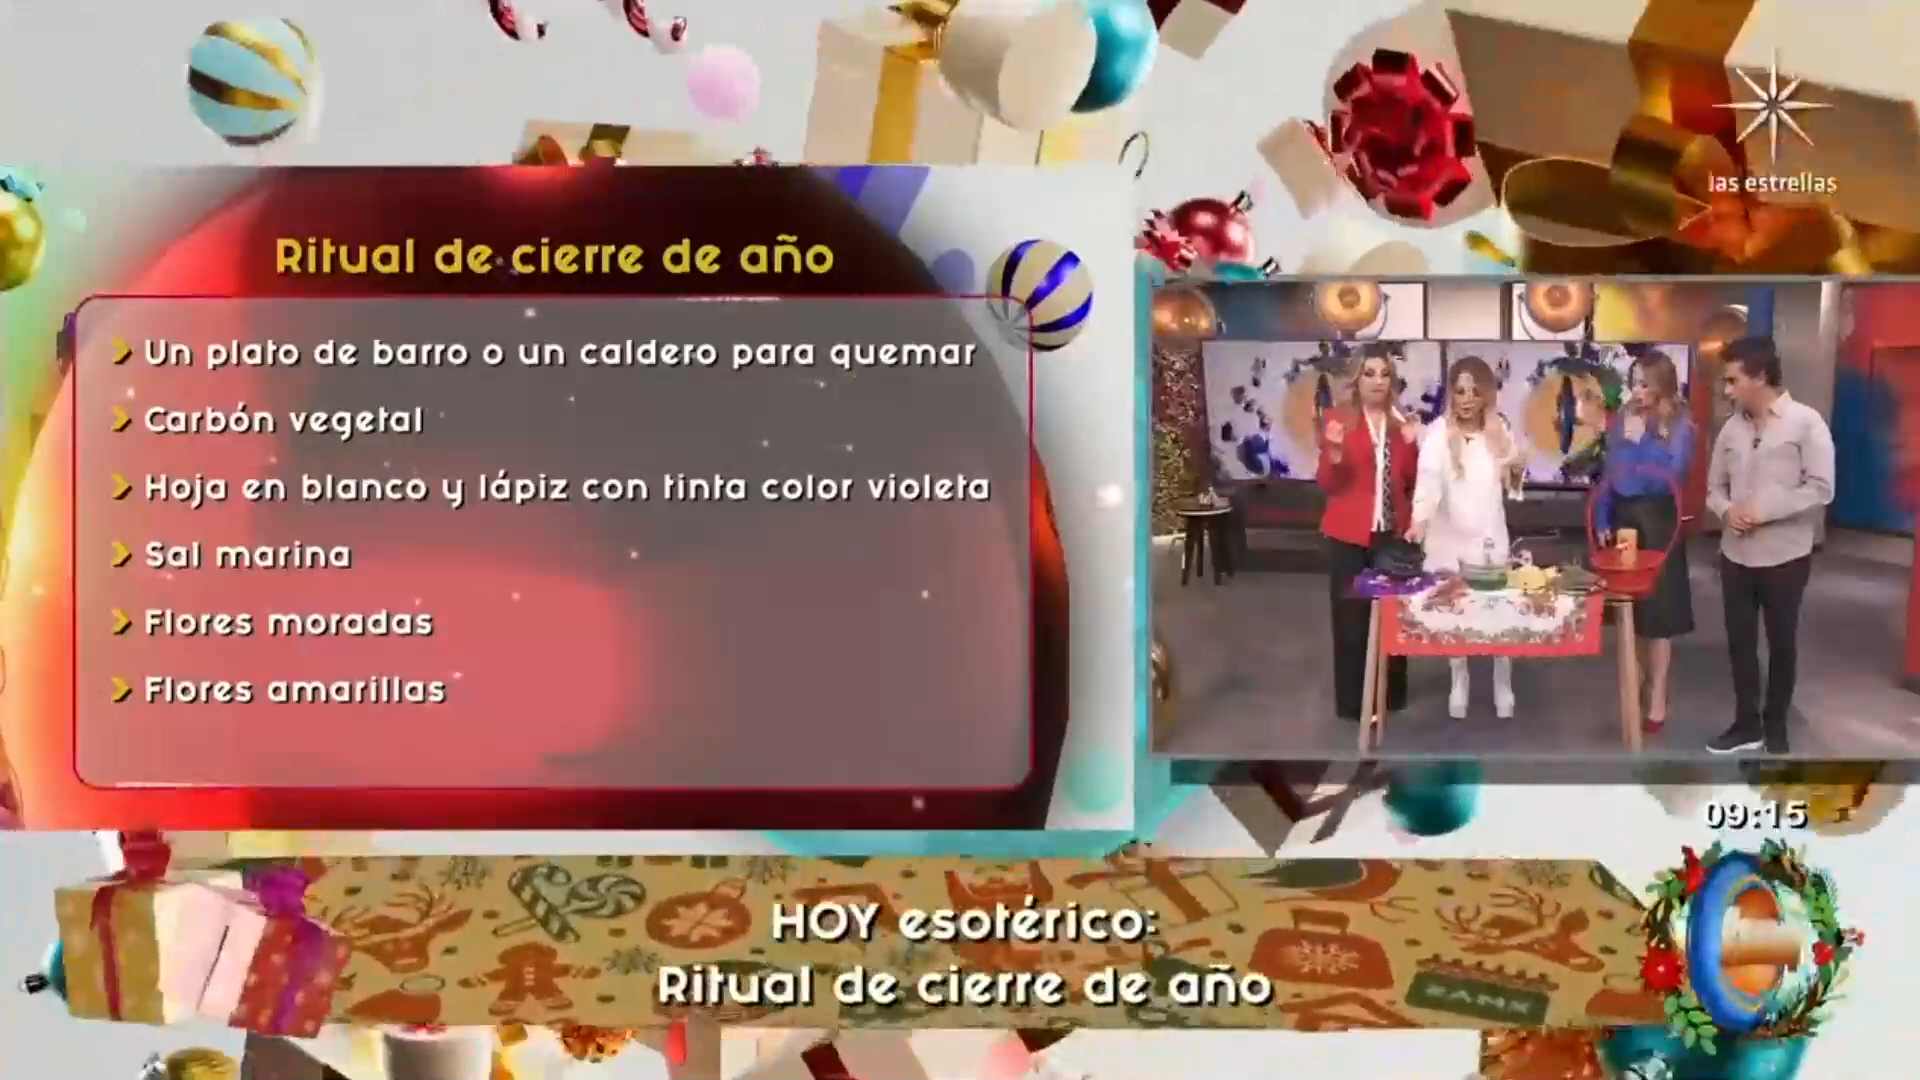 las estrellas
Ritual de cierre de año
Un plato de barro o un caldero para quemar
Carbón vegetal
Hoja en blanco y lápiz con tinta color violeta
Sal marina
Flores moradas
Flores amarillas
09:15
HOY esotérico:
Ritual de cierre de año